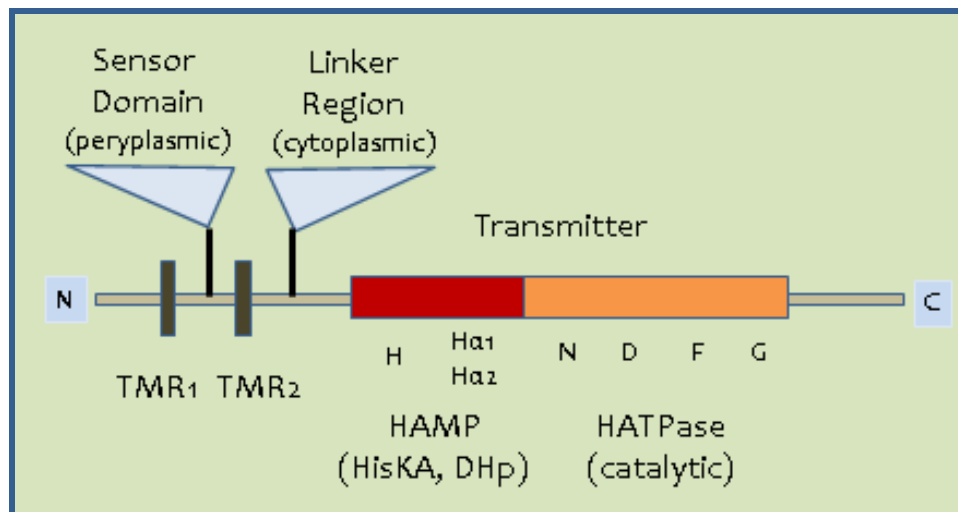 Sensor
Domain
(peryplasmic)
Linker
Region
(cytoplasmic)
Transmitter
N
C
H
Hα1
Hα2
N
D
F
G
TMR1
TMR2
HAMP
(HisKA, DHp)
HATPase
(catalytic)